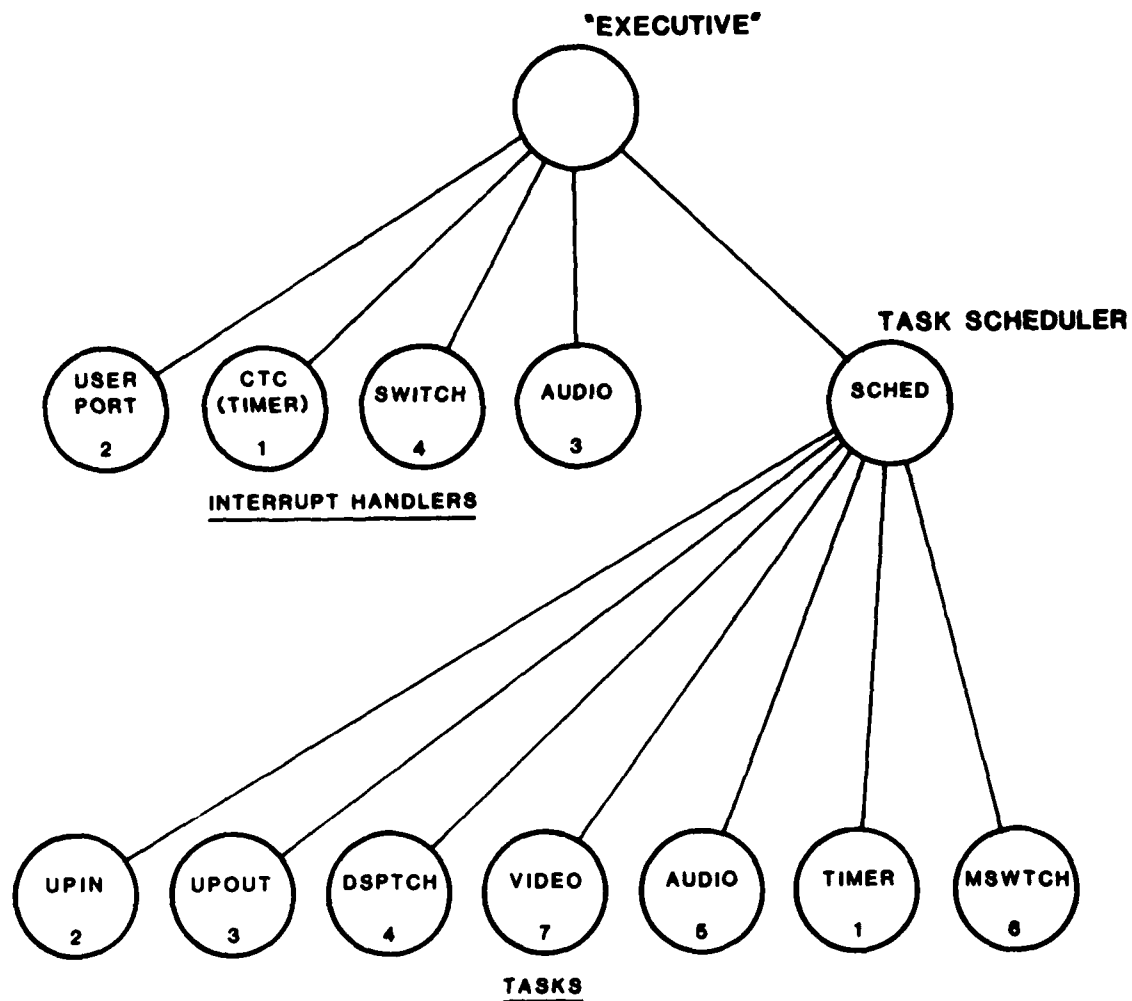 "EXECUTIVE"
TASK SCHEDULER
USER
PORT
2
CTC
(TIMER)
1
SWITCH
4
AUDIO
3
SCHED
INTERRUPT HANDLERS
UPIN
2
UPOUT
3
DSPTCH
4
VIDEO
7
AUDIO
5
TIMER
1
MSWTCH
6
TASKS